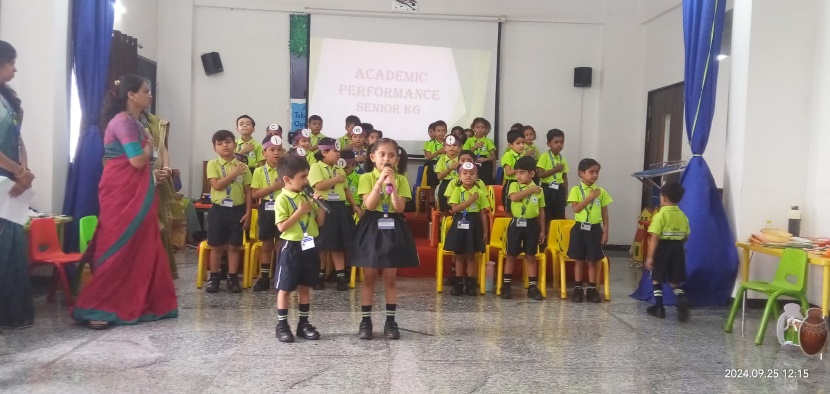 ACADEMIC
PERFORMANCE
SENIOR KG
2024.09.25 12:15